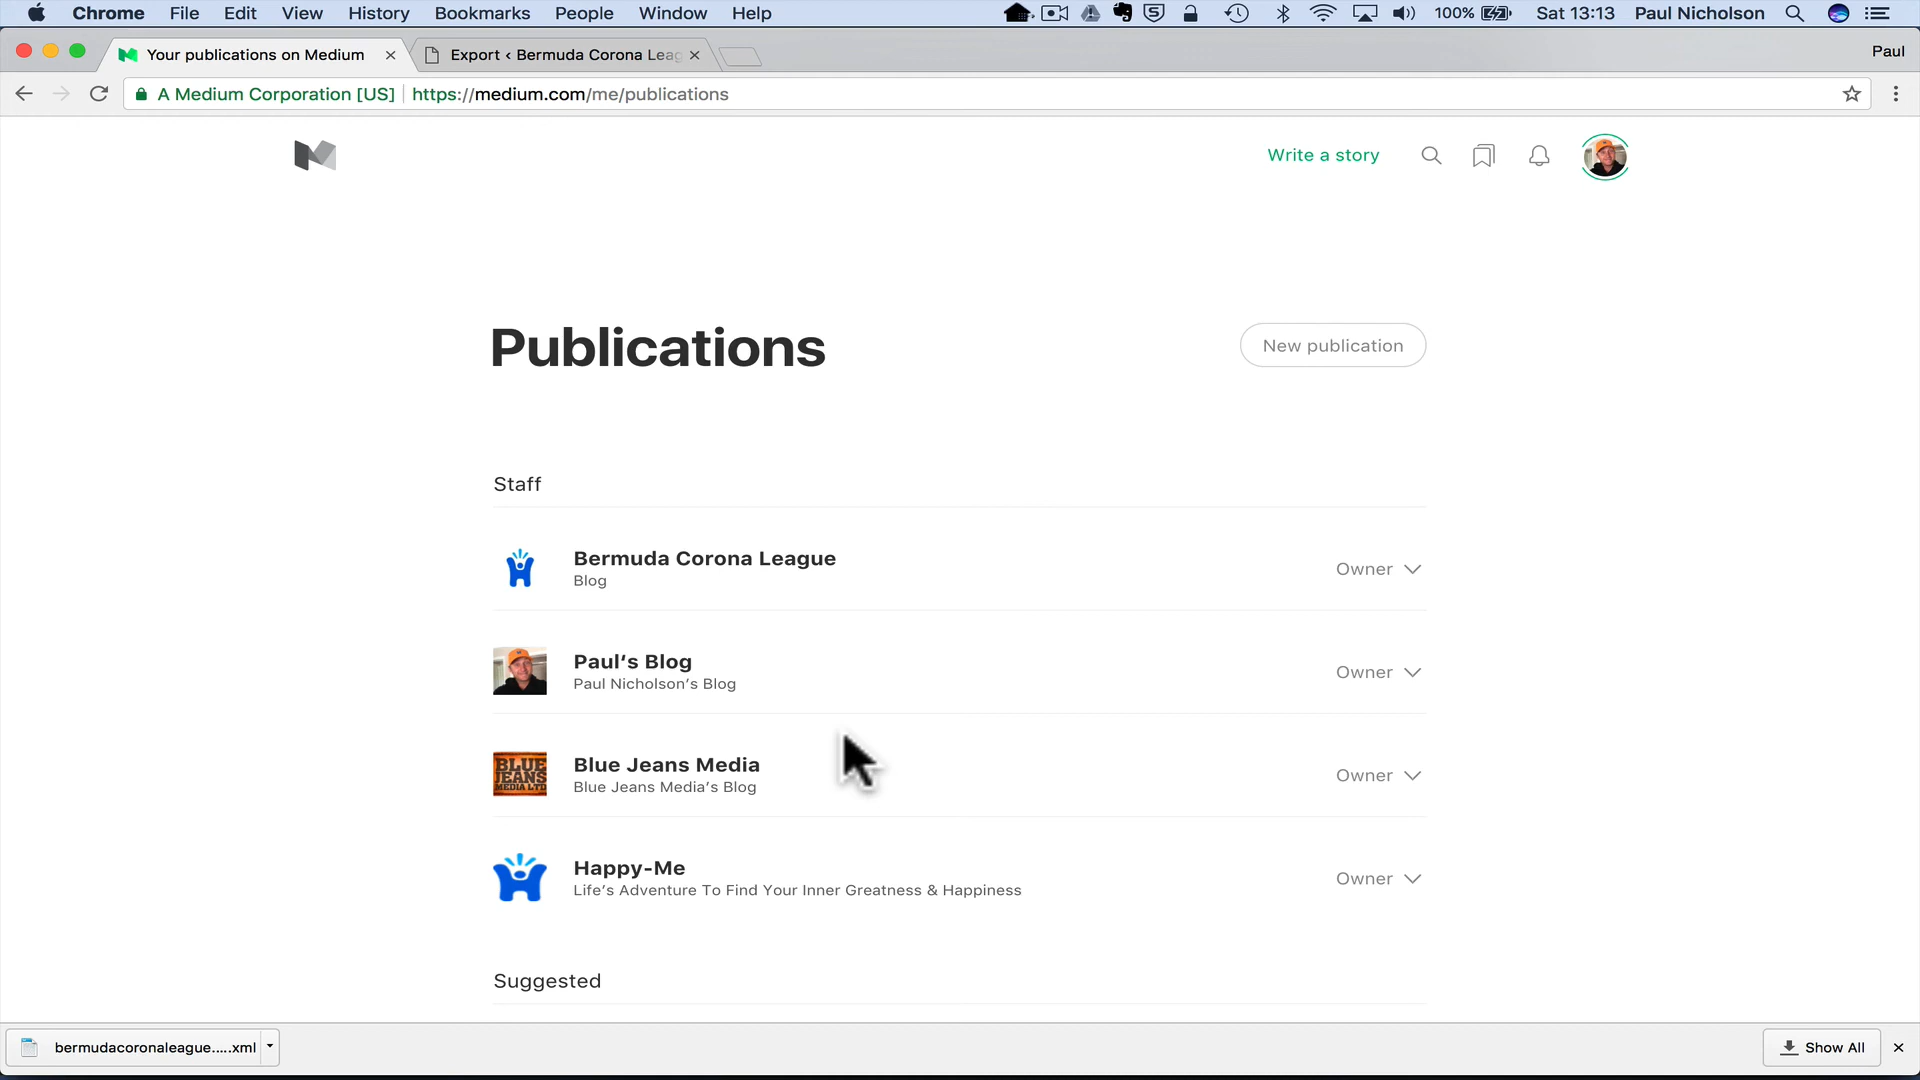 Chrome File Edit View History Bookmarks People Window Help 100% Sat 13:13 Paul Nicholson
Your publications on Medium Export ‹ Bermuda Corona Leag Paul
A Medium Corporation [US] https://medium.com/me/publications
Write a story
Publications New publication
Staff
Bermuda Corona League
Blog
Owner
Paul‘s Blog
Paul Nicholson’s Blog
Owner
BLUE
JEANS
MEDIA LTD
Blue Jeans Media
Blue Jeans Media’s Blog
Owner
Happy-Me
Life’s Adventure To Find Your Inner Greatness & Happiness
Owner
Suggested
bermudacoronaleague.....xml Show All